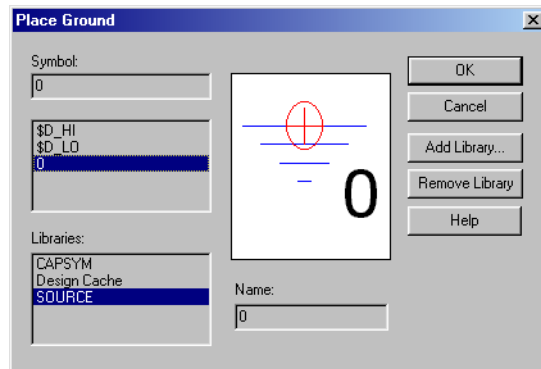 Place Ground
Symbol:
0
$D_HI
$D_LO
0
Libraries:
CAPSYM
Design Cache
SOURCE
0
Name:
0
OK
Cancel
Add Library...
Remove Library
Help